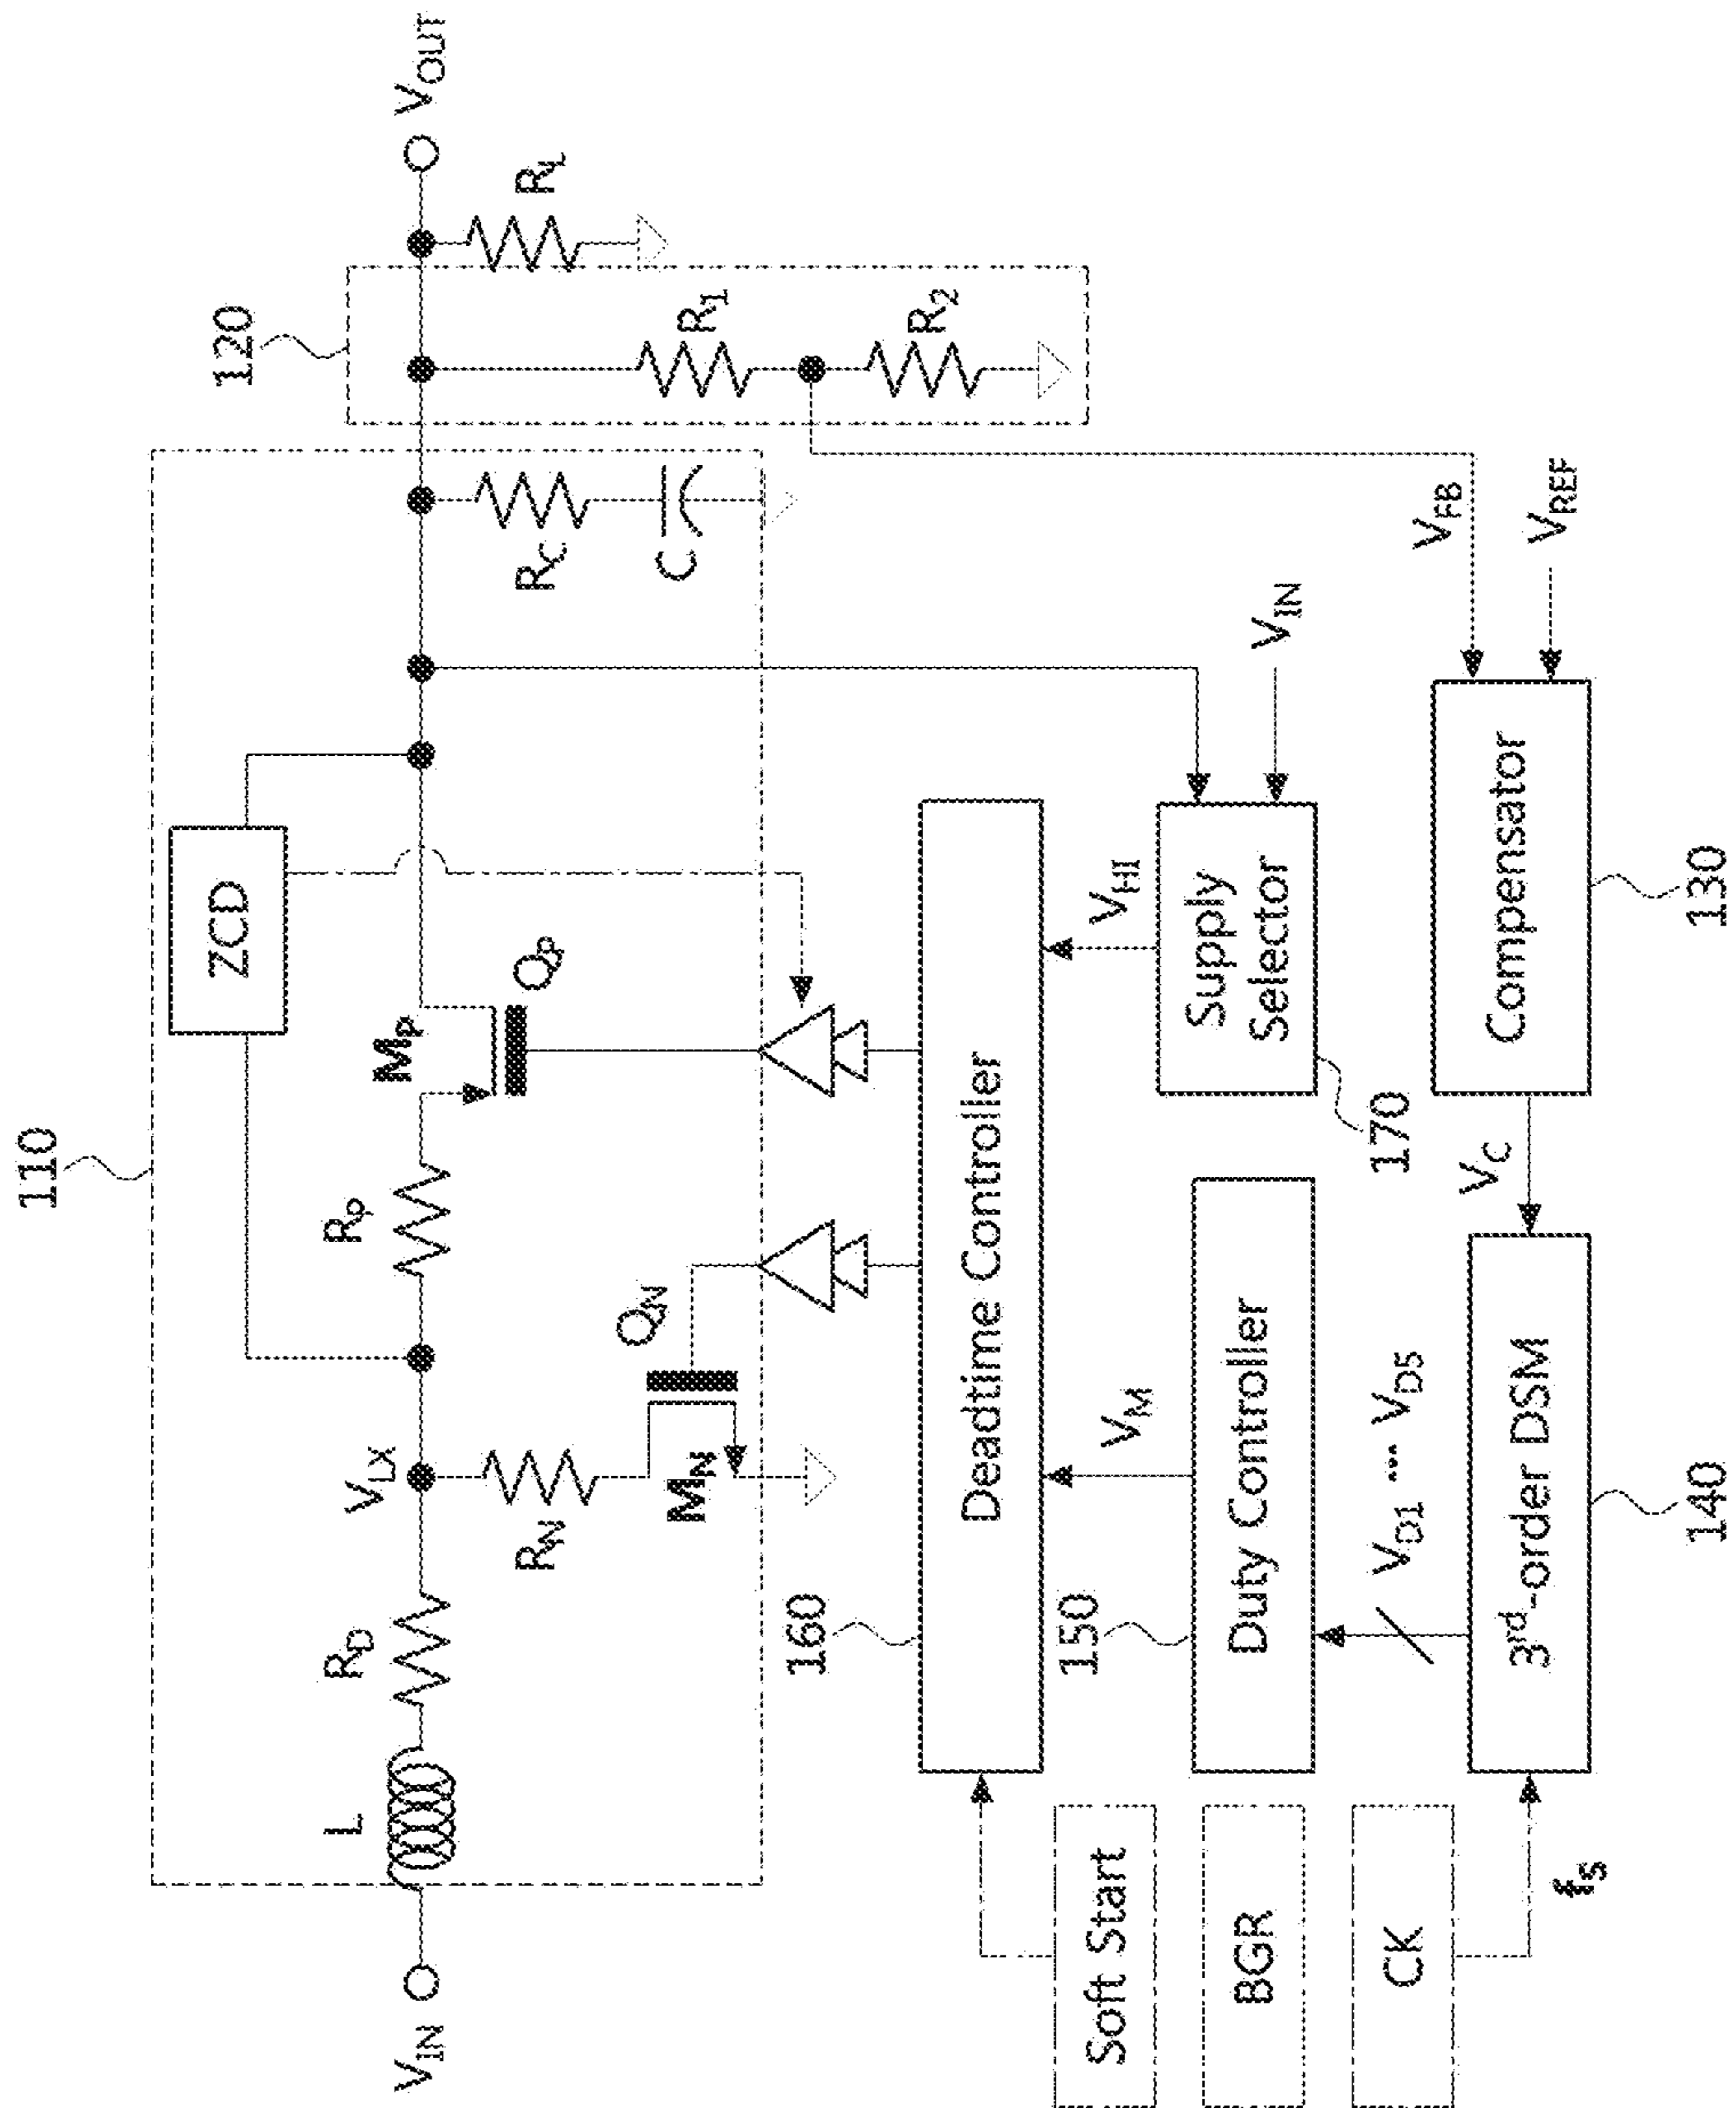 110
120
ZCD
V_IN
L
R_D
V_LX
R_P
M_P
Q_P
V_OUT
R_N
M_N
Q_N
R_C
C
R_1
R_L
R_2
160
Deadtime Controller
Soft Start
V_M
V_HI
150
Duty Controller
Supply
Selector
V_IN
BGR
170
V_D1 ... V_D5
V_FB
V_REF
CK
f_s
3rd-order DSM
V_C
Compensator
140
130